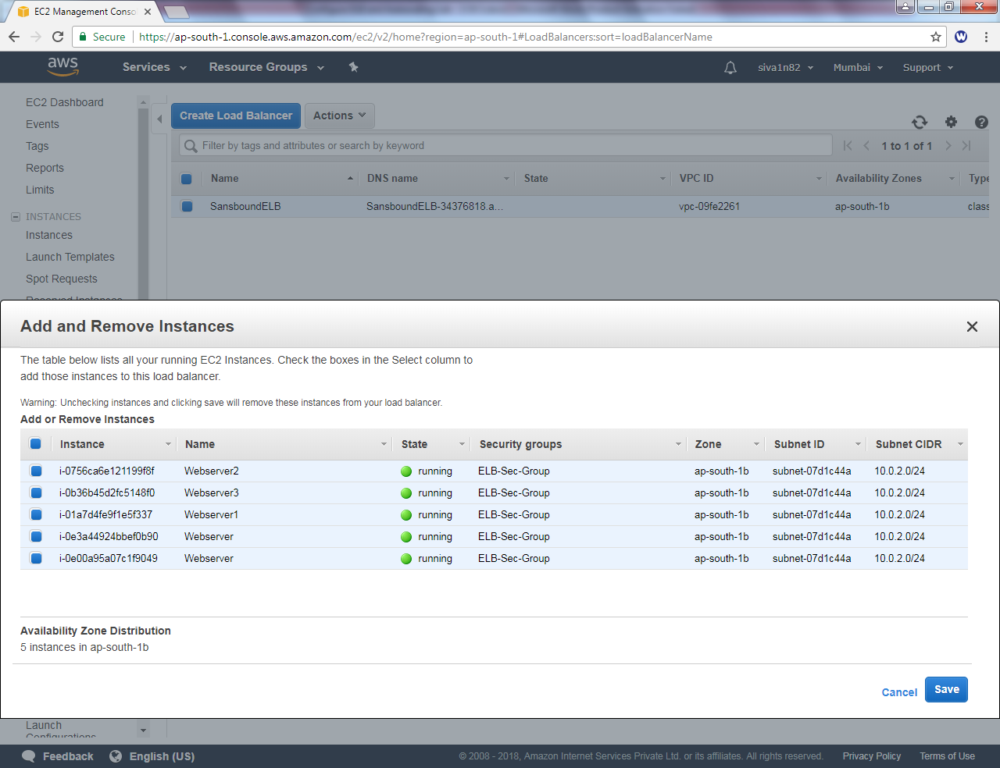 EC2 Management Conso
Secure
https://ap-south-1.console.aws.amazon.com/ec2/v2/home?region=ap-south-1#LoadBalancers:sort=loadBalancerName
W
aws
Services
Resource Groups
siva1n82
Mumbai
Support
EC2 Dashboard
Events
Tags
Reports
Limits
INSTANCES
Instances
Launch Templates
Spot Requests
Reserved Instances
Create Load Balancer
Actions
Filter by tags and attributes or search by keyword
1 to 1 of 1
Name DNS name State VPC ID Availability Zones Type
SansboundELB SansboundELB-34376818.a... vpc-09fe2261 ap-south-1b class
Add and Remove Instances
The table below lists all your running EC2 Instances. Check the boxes in the Select column to
add those instances to this load balancer.
Warning: Unchecking instances and clicking save will remove these instances from your load balancer.
Add or Remove Instances
Instance Name State Security groups Zone Subnet ID Subnet CIDR
i-0756ca6e121199f8f Webserver2 running ELB-Sec-Group ap-south-1b subnet-07d1c44a 10.0.2.0/24
i-0b36b45d2fc5148f0 Webserver3 running ELB-Sec-Group ap-south-1b subnet-07d1c44a 10.0.2.0/24
i-01a7d4fe9f1e5f337 Webserver1 running ELB-Sec-Group ap-south-1b subnet-07d1c44a 10.0.2.0/24
i-0e3a44924bbef0b90 Webserver running ELB-Sec-Group ap-south-1b subnet-07d1c44a 10.0.2.0/24
i-0e00a95a07c1f9049 Webserver running ELB-Sec-Group ap-south-1b subnet-07d1c44a 10.0.2.0/24
Availability Zone Distribution
5 instances in ap-south-1b
Cancel
Save
Launch
Configurations
Feedback
English (US)
© 2008 - 2018, Amazon Internet Services Private Ltd. or its affiliates. All rights reserved.
Privacy Policy
Terms of Use